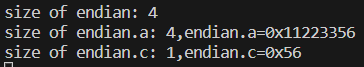 size of endian: 4
size of endian.a: 4,endian.a=0x11223356
size of endian.c: 1,endian.c=0x56